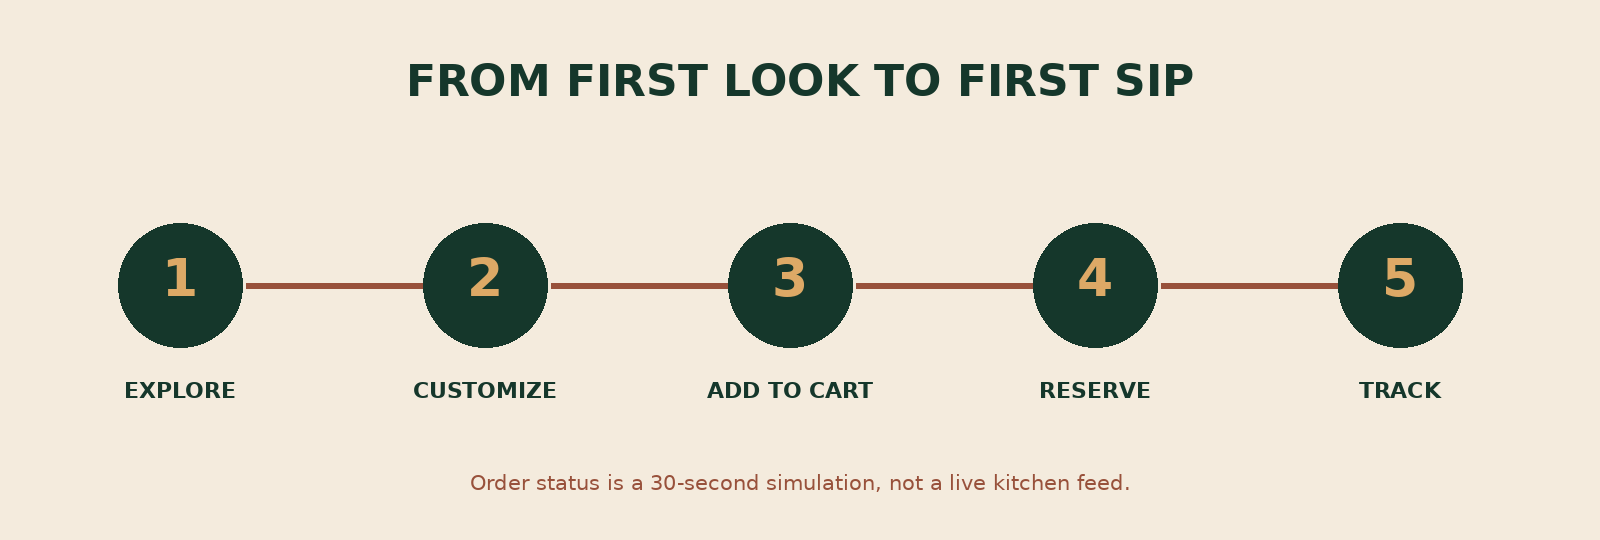 FROM FIRST LOOK TO FIRST SIP
1 2 3 4 5
EXPLORE CUSTOMIZE ADD TO CART RESERVE TRACK
Order status is a 30-second simulation, not a live kitchen feed.